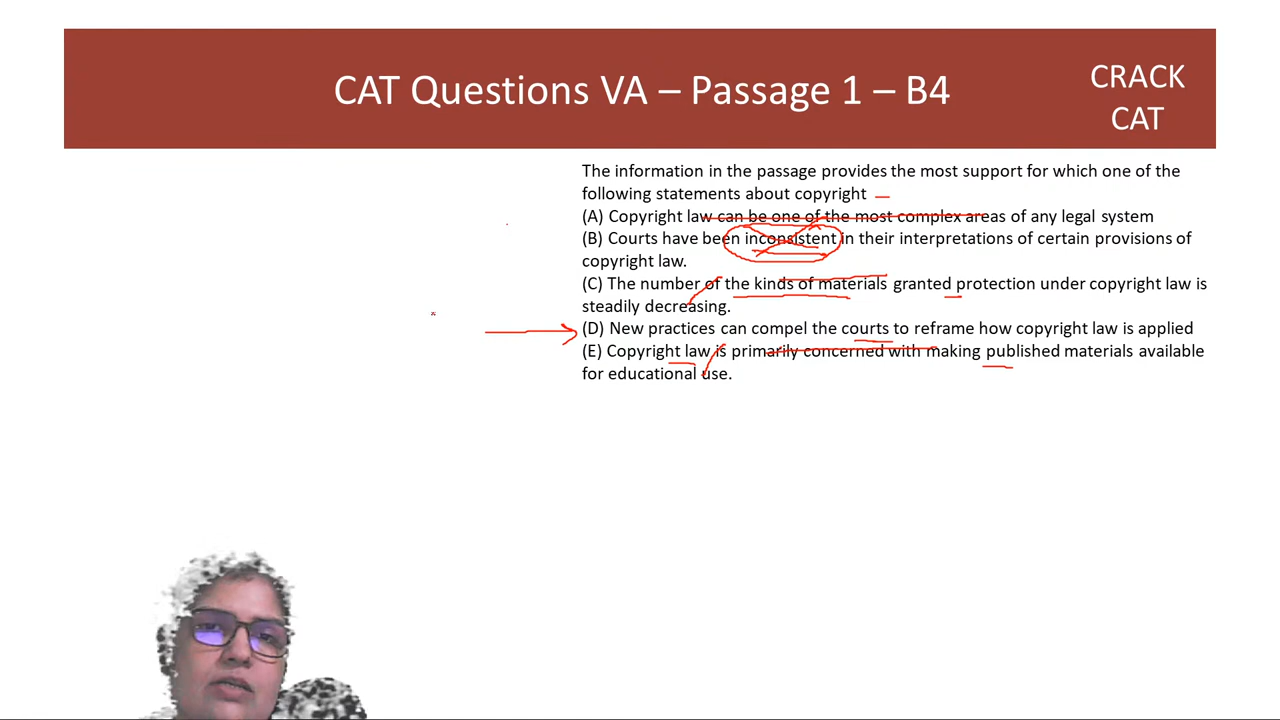 CAT Questions VA – Passage 1 – B4
CRACK
CAT
The information in the passage provides the most support for which one of the
following statements about copyright
(A) Copyright law can be one of the most complex areas of any legal system
(B) Courts have been inconsistent in their interpretations of certain provisions of
copyright law.
(C) The number of the kinds of materials granted protection under copyright law is
steadily decreasing.
(D) New practices can compel the courts to reframe how copyright law is applied
(E) Copyright law is primarily concerned with making published materials available
for educational use.